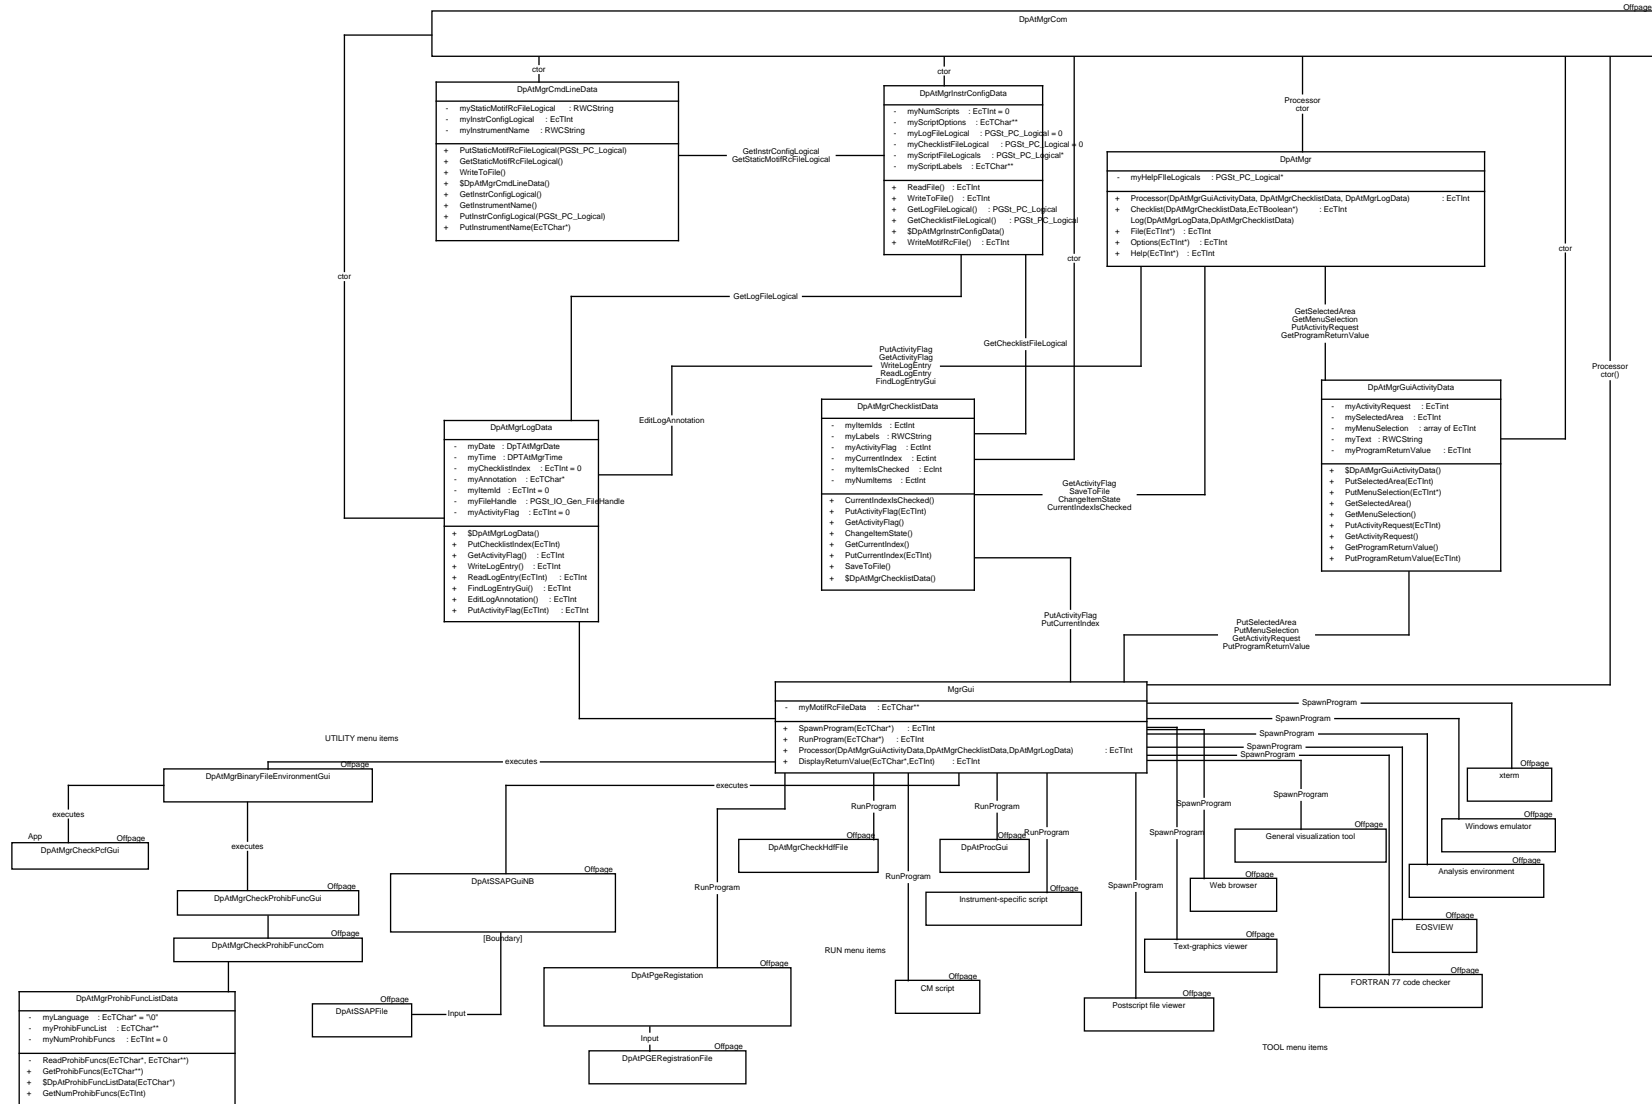 Offpage
DpAtMgrCom
ctor
ctor
Processor
ctor
DpAtMgrCmdLineData
- myStaticMotifRcFileLogical : RWCString
- myInstrConfigLogical : EcTInt
- myInstrumentName : RWCString
+ PutStaticMotifRcFileLogical(PGSt_PC_Logical)
+ GetStaticMotifRcFileLogical()
+ WriteToFile()
+ $DpAtMgrCmdLineData()
+ GetInstrConfigLogical()
+ GetInstrumentName()
+ PutInstrConfigLogical(PGSt_PC_Logical)
+ PutInstrumentName(EcTChar*)
GetInstrConfigLogical
GetStaticMotifRcFileLogical
DpAtMgrInstrConfigData
- myNumScripts : EcTInt = 0
- myScriptOptions : EcTChar**
- myLogFileLogical : PGSt_PC_Logical = 0
- myChecklistFileLogical : PGSt_PC_Logical = 0
- myScriptFileLogicals : PGSt_PC_Logical*
- myScriptLabels : EcTChar**
+ ReadFile() : EcTInt
+ WriteToFile() : EcTInt
+ GetLogFileLogical() : PGSt_PC_Logical
+ GetChecklistFileLogical() : PGSt_PC_Logical
+ $DpAtMgrInstrConfigData()
+ WriteMotifRcFile() : EcTInt
DpAtMgr
- myHelpFIleLogicals : PGSt_PC_Logical*
+ Processor(DpAtMgrGuiActivityData, DpAtMgrChecklistData, DpAtMgrLogData) : EcTInt
+ Checklist(DpAtMgrChecklistData,EcTBoolean*) : EcTInt
Log(DpAtMgrLogData,DpAtMgrChecklistData)
+ File(EcTInt*) : EcTInt
+ Options(EcTInt*) : EcTInt
+ Help(EcTInt*) : EcTInt
ctor
ctor
ctor
GetLogFileLogical
GetChecklistFileLogical
GetSelectedArea
GetMenuSelection
PutActivityRequest
GetProgramReturnValue
PutActivityFlag
GetActivityFlag
WriteLogEntry
ReadLogEntry
FindLogEntryGui
Processor
ctor()
EditLogAnnotation
DpAtMgrLogData
- myDate : DpTAtMgrDate
- myTime : DPTAtMgrTime
- myChecklistIndex : EcTInt = 0
- myAnnotation : EcTChar*
- myItemId : EcTInt = 0
- myFileHandle : PGSt_IO_Gen_FileHandle
- myActivityFlag : EcTInt = 0
+ $DpAtMgrLogData()
+ PutChecklistIndex(EcTInt)
+ GetActivityFlag() : EcTInt
+ WriteLogEntry() : EcTInt
+ ReadLogEntry(EcTInt) : EcTInt
+ FindLogEntryGui() : EcTInt
+ EditLogAnnotation() : EcTInt
+ PutActivityFlag(EcTInt) : EcTInt
DpAtMgrChecklistData
- myItemIds : EctInt
- myLabels : RWCString
- myActivityFlag : EctInt
- myCurrentIndex : Ectint
- myItemIsChecked : EcInt
- myNumItems : EctInt
+ CurrentIndexIsChecked()
+ PutActivityFlag(EcTInt)
+ GetActivityFlag()
+ ChangeItemState()
+ GetCurrentIndex()
+ PutCurrentIndex(EcTInt)
+ SaveToFile()
+ $DpAtMgrChecklistData()
GetActivityFlag
SaveToFile
ChangeItemState
CurrentIndexIsChecked
DpAtMgrGuiActivityData
- myActivityRequest : EcTint
- mySelectedArea : EcTInt
- myMenuSelection : array of EcTInt
- myText : RWCString
- myProgramReturnValue : EcTInt
+ $DpAtMgrGuiActivityData()
+ PutSelectedArea(EcTInt)
+ PutMenuSelection(EcTInt*)
+ GetSelectedArea()
+ GetMenuSelection()
+ PutActivityRequest(EcTInt)
+ GetActivityRequest()
+ GetProgramReturnValue()
+ PutProgramReturnValue(EcTInt)
PutActivityFlag
PutCurrentIndex
PutSelectedArea
PutMenuSelection
GetActivityRequest
PutProgramReturnValue
MgrGui
- myMotifRcFileData : EcTChar**
+ SpawnProgram(EcTChar*) : EcTInt
+ RunProgram(EcTChar*) : EcTInt
+ Processor(DpAtMgrGuiActivityData,DpAtMgrChecklistData,DpAtMgrLogData) : EcTInt
+ DisplayReturnValue(EcTChar*,EcTInt) : EcTInt
SpawnProgram
SpawnProgram
SpawnProgram
SpawnProgram
SpawnProgram
UTILITY menu items
executes
Offpage
DpAtMgrBinaryFileEnvironmentGui
executes
executes
App
Offpage
DpAtMgrCheckPcfGui
executes
Offpage
DpAtMgrCheckProhibFuncGui
Offpage
DpAtMgrCheckProhibFuncCom
DpAtMgrProhibFuncListData
- myLanguage : EcTChar* = "\0"
- myProhibFuncList : EcTChar**
- myNumProhibFuncs : EcTInt = 0
- ReadProhibFuncs(EcTChar*, EcTChar**)
+ GetProhibFuncs(EcTChar**)
+ $DpAtProhibFuncListData(EcTChar*)
+ GetNumProhibFuncs(EcTInt)
Offpage
DpAtSSAPGuiNB
[Boundary]
Offpage
DpAtSSAPFile
Input
RunProgram
Offpage
DpAtPgeRegistation
Input
Offpage
DpAtPGERegistrationFile
RunProgram
Offpage
DpAtMgrCheckHdfFile
RunProgram
Offpage
CM script
RUN menu items
RunProgram
Offpage
DpAtProcGui
RunProgram
Offpage
Instrument-specific script
SpawnProgram
Offpage
Postscript file viewer
SpawnProgram
Offpage
Text-graphics viewer
SpawnProgram
Offpage
Web browser
SpawnProgram
Offpage
General visualization tool
Offpage
xterm
Offpage
Windows emulator
Offpage
Analysis environment
Offpage
EOSVIEW
Offpage
FORTRAN 77 code checker
TOOL menu items